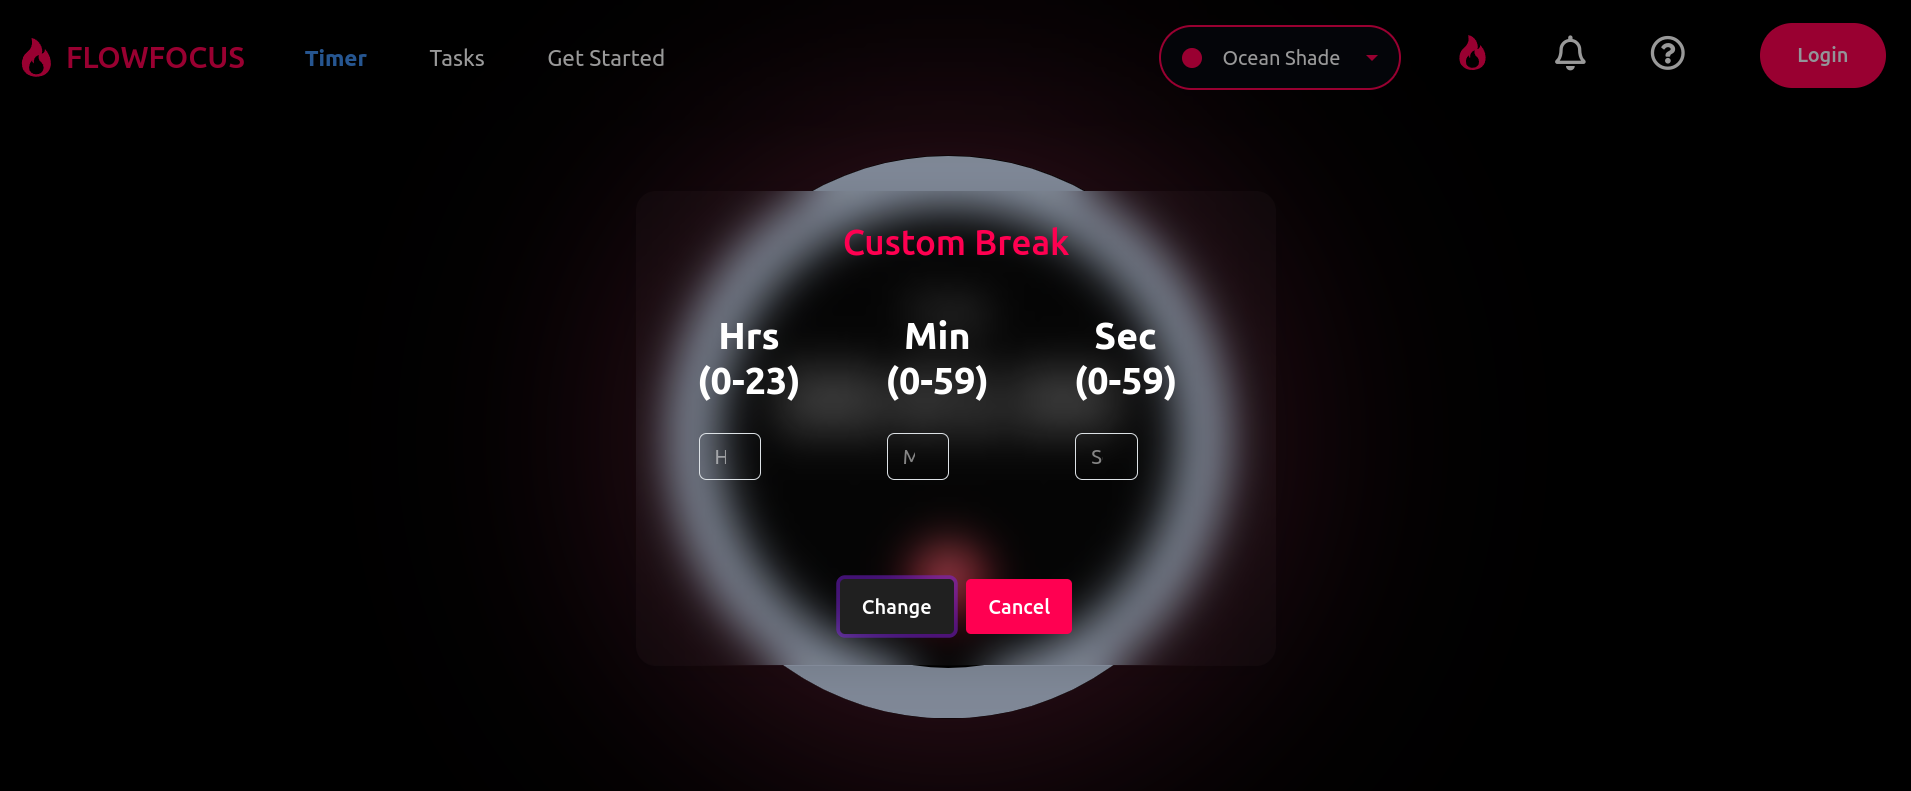 FLOWFOCUS Timer Tasks Get Started Ocean Shade Login
Custom Break
Hrs Min Sec
(0-23) (0-59) (0-59)
H M S
Change Cancel